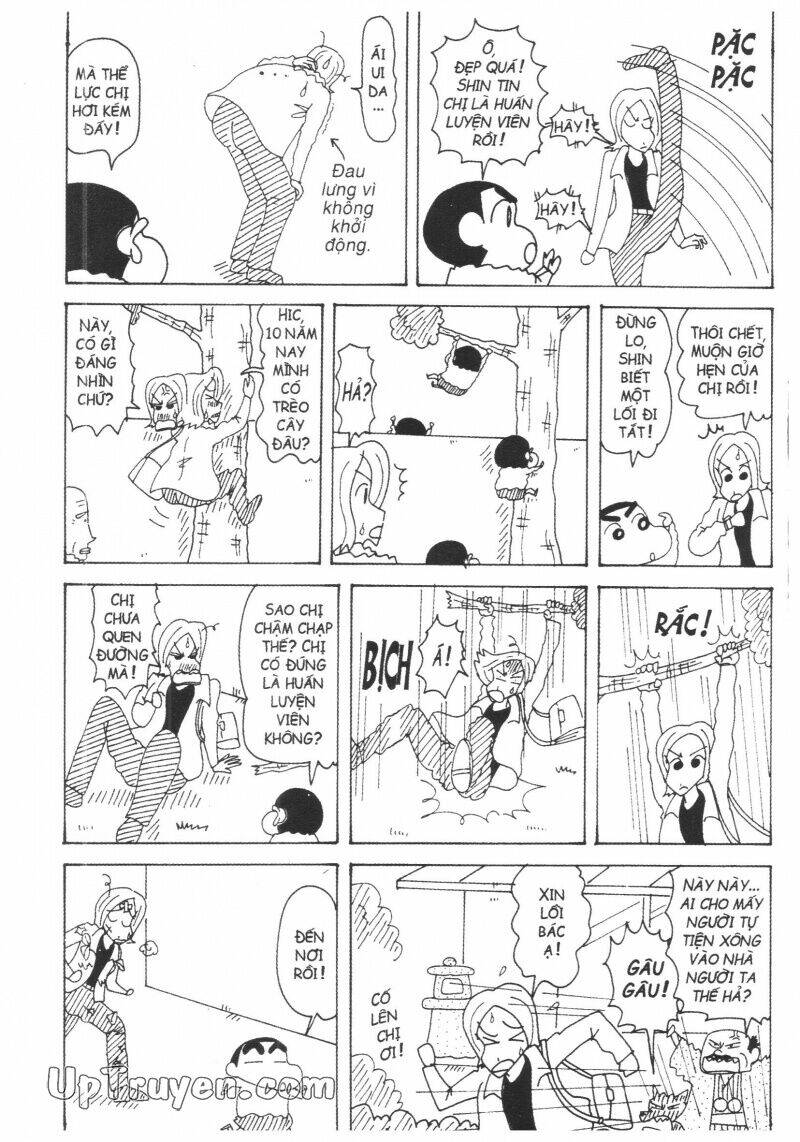 PẶC
PẶC
Ồ,
ĐẸP QUÁ!
SHIN TIN
CHỊ LÀ HUẤN
LUYỆN VIÊN
RỒI!
HÂY!
HÂY!
ÁI
UI
DA
...
Đau
lưng vì
không
khởi
động.
MÀ THỂ
LỰC CHỊ
HƠI KÉM
ĐẤY!
THÔI CHẾT,
MUỘN GIỜ
HẸN CỦA
CHỊ RỒI!
ĐỪNG
LO,
SHIN
BIẾT
MỘT
LỐI ĐI
TẮT!
HẢ?
HIC,
10 NĂM
NAY
MÌNH
CÓ
TRÈO
CÂY
ĐÂU?
NÀY,
CÓ GÌ
ĐÁNG
NHÌN
CHỨ?
RẮC!
Á!
BỊCH
SAO CHỊ
CHẬM CHẠP
THẾ? CHỊ
CÓ ĐÚNG
LÀ HUẤN
LUYỆN
VIÊN
KHÔNG?
CHỊ
CHƯA
QUEN
ĐƯỜNG
MÀ!
NÀY NÀY...
AI CHO MẤY
NGƯỜI TỰ
TIỆN XÔNG
VÀO NHÀ
NGƯỜI TA
THẾ HẢ?
GÂU
GÂU!
XIN
LỖI
BÁC
Ạ!
CỐ
LÊN
CHỊ
ƠI!
ĐẾN
NƠI
RỒI!
UpTruyen.com